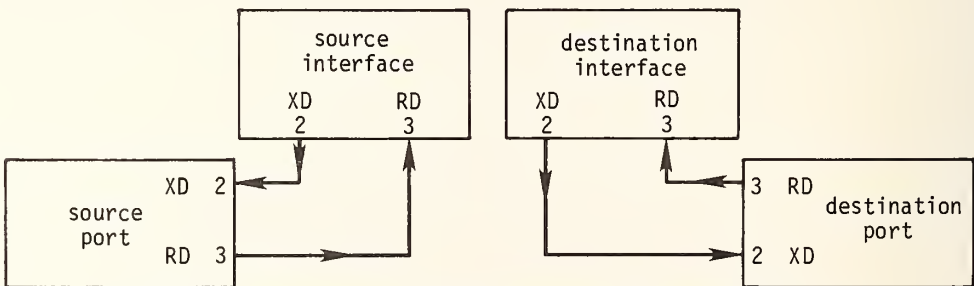 source
interface
XD RD
2 3
destination
interface
XD RD
2 3
XD 2
source
port
RD 3
3 RD
destination
port
2 XD